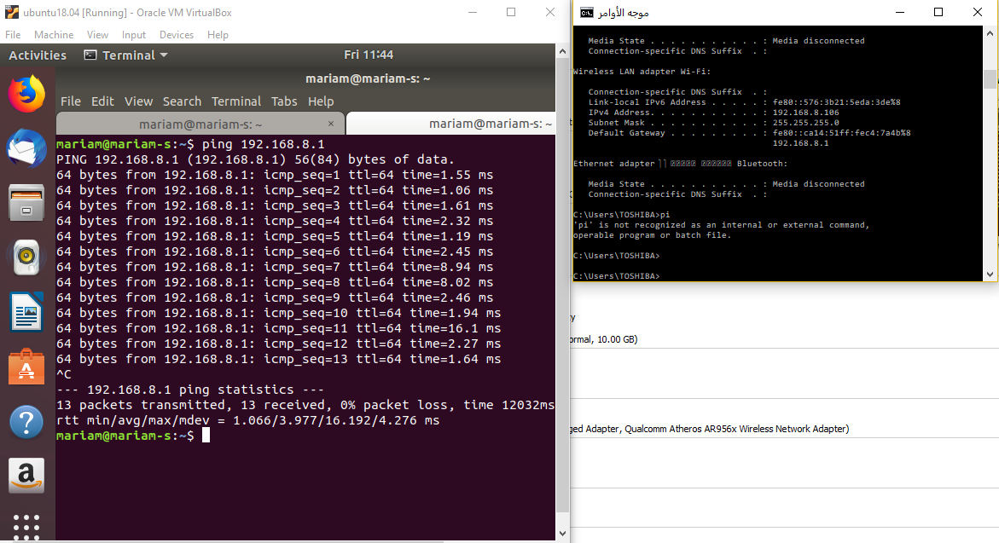 ubuntu18.04 [Running] - Oracle VM VirtualBox
File Machine View Input Devices Help
Activities Terminal Fri 11:44
mariam@mariam-s: ~
File Edit View Search Terminal Tabs Help
mariam@mariam-s: ~ × mariam@mariam-s: ~
mariam@mariam-s:~$ ping 192.168.8.1
PING 192.168.8.1 (192.168.8.1) 56(84) bytes of data.
64 bytes from 192.168.8.1: icmp_seq=1 ttl=64 time=1.55 ms
64 bytes from 192.168.8.1: icmp_seq=2 ttl=64 time=1.06 ms
64 bytes from 192.168.8.1: icmp_seq=3 ttl=64 time=1.61 ms
64 bytes from 192.168.8.1: icmp_seq=4 ttl=64 time=2.32 ms
64 bytes from 192.168.8.1: icmp_seq=5 ttl=64 time=1.19 ms
64 bytes from 192.168.8.1: icmp_seq=6 ttl=64 time=2.45 ms
64 bytes from 192.168.8.1: icmp_seq=7 ttl=64 time=8.94 ms
64 bytes from 192.168.8.1: icmp_seq=8 ttl=64 time=8.02 ms
64 bytes from 192.168.8.1: icmp_seq=9 ttl=64 time=2.46 ms
64 bytes from 192.168.8.1: icmp_seq=10 ttl=64 time=1.94 ms
64 bytes from 192.168.8.1: icmp_seq=11 ttl=64 time=16.1 ms
64 bytes from 192.168.8.1: icmp_seq=12 ttl=64 time=2.27 ms
64 bytes from 192.168.8.1: icmp_seq=13 ttl=64 time=1.64 ms
^C
--- 192.168.8.1 ping statistics ---
13 packets transmitted, 13 received, 0% packet loss, time 12032ms
rtt min/avg/max/mdev = 1.066/3.977/16.192/4.276 ms
mariam@mariam-s:~$
موجه الأوامر
Media State . . . . . . . . . . . : Media disconnected
Connection-specific DNS Suffix . :
Wireless LAN adapter Wi-Fi:
Connection-specific DNS Suffix . :
Link-local IPv6 Address . . . . . : fe80::576:3b21:5eda:3de%8
IPv4 Address. . . . . . . . . . . : 192.168.8.106
Subnet Mask . . . . . . . . . . . : 255.255.255.0
Default Gateway . . . . . . . . . : fe80::ca14:51ff:fec4:7a4b%8
192.168.8.1
Ethernet adapter Bluetooth:
Media State . . . . . . . . . . . : Media disconnected
Connection-specific DNS Suffix . :
C:\Users\TOSHIBA>pi
'pi' is not recognized as an internal or external command,
operable program or batch file.
C:\Users\TOSHIBA>
C:\Users\TOSHIBA>
ormal, 10.00 GB)
ged Adapter, Qualcomm Atheros AR956x Wireless Network Adapter)